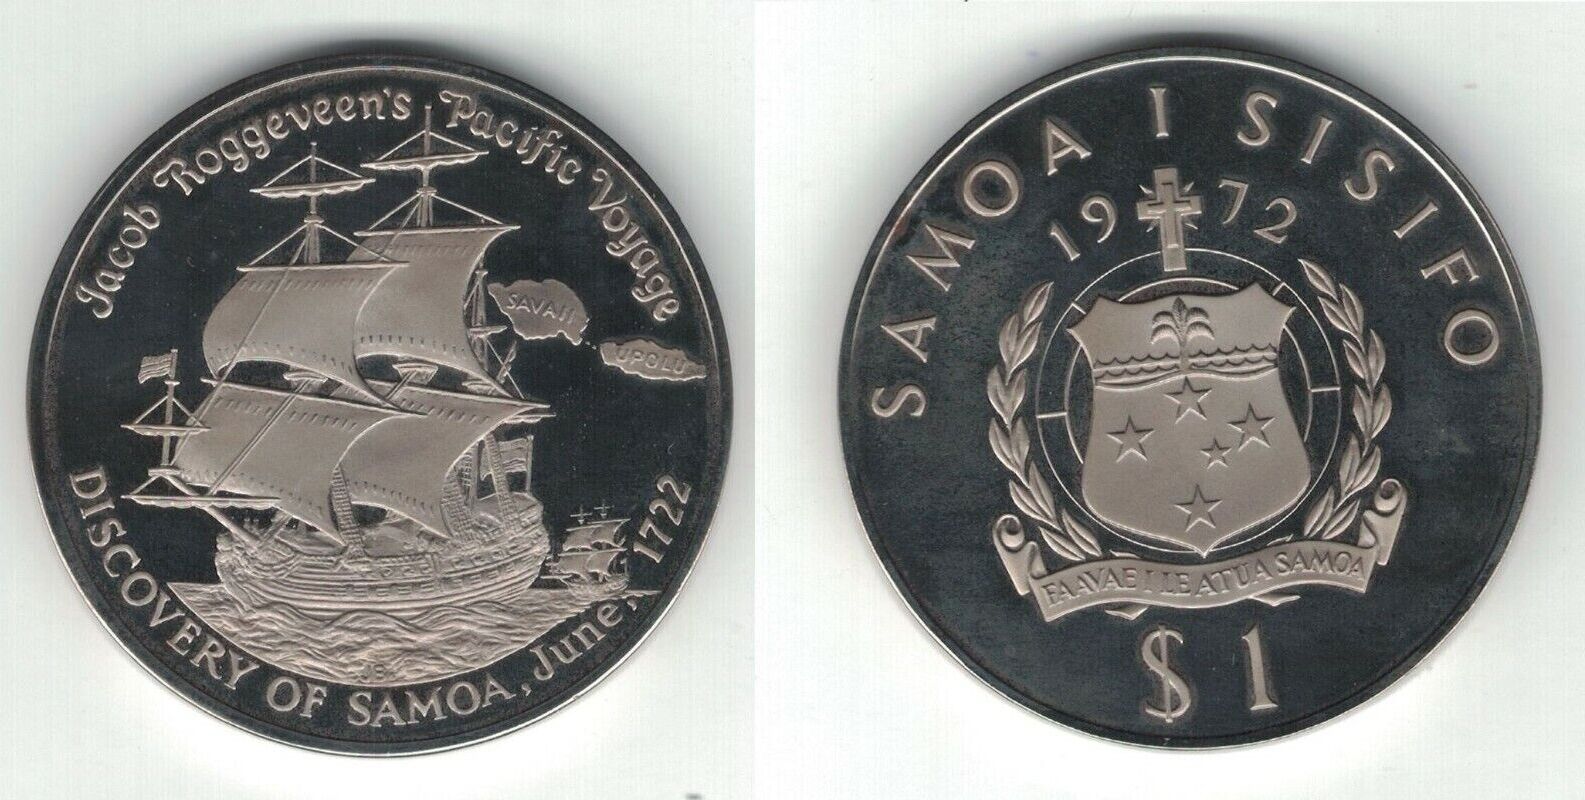 Jacob Roggeveen's Pacific Voyage
SAVAII
UPOLU
DISCOVERY OF SAMOA, June, 1722
SAMOA I SISIFO
1972
FAAVAE I LE ATUA SAMOA
$1